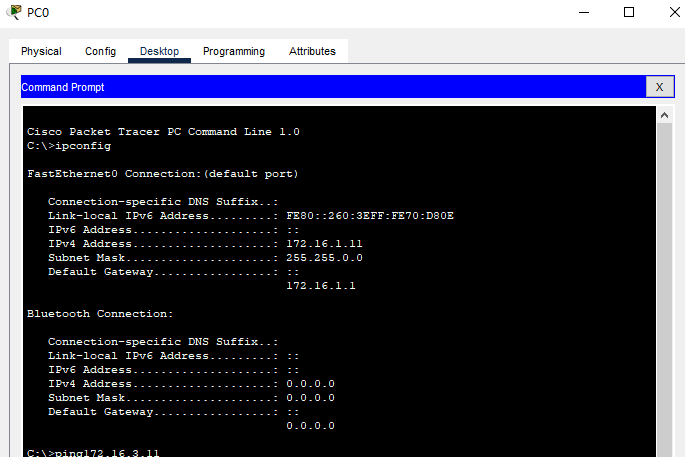 PC0
Physical Config Desktop Programming Attributes
Command Prompt X
Cisco Packet Tracer PC Command Line 1.0
C:\>ipconfig
FastEthernet0 Connection:(default port)
Connection-specific DNS Suffix..:
Link-local IPv6 Address.........: FE80::260:3EFF:FE70:D80E
IPv6 Address....................: ::
IPv4 Address....................: 172.16.1.11
Subnet Mask.....................: 255.255.0.0
Default Gateway.................: ::
172.16.1.1
Bluetooth Connection:
Connection-specific DNS Suffix..:
Link-local IPv6 Address.........: ::
IPv6 Address....................: ::
IPv4 Address....................: 0.0.0.0
Subnet Mask.....................: 0.0.0.0
Default Gateway.................: ::
0.0.0.0
C:\>ping172.16.3.11